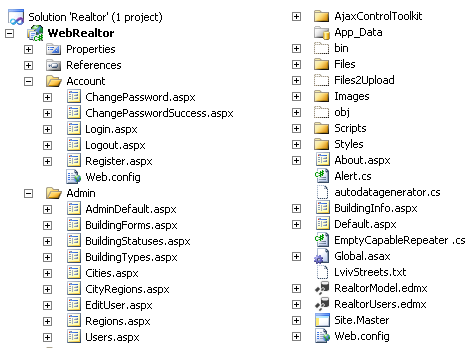 Solution 'Realtor' (1 project)
WebRealtor
Properties
References
Account
ChangePassword.aspx
ChangePasswordSuccess.aspx
Login.aspx
Logout.aspx
Register.aspx
Web.config
Admin
AdminDefault.aspx
BuildingForms.aspx
BuildingStatuses.aspx
BuildingTypes.aspx
Cities.aspx
CityRegions.aspx
EditUser.aspx
Regions.aspx
Users.aspx
AjaxControlToolkit
App_Data
bin
Files
Files2Upload
Images
obj
Scripts
Styles
About.aspx
Alert.cs
autodatagenerator.cs
BuildingInfo.aspx
Default.aspx
EmptyCapableRepeater .cs
Global.asax
LvivStreets.txt
RealtorModel.edmx
RealtorUsers.edmx
Site.Master
Web.config